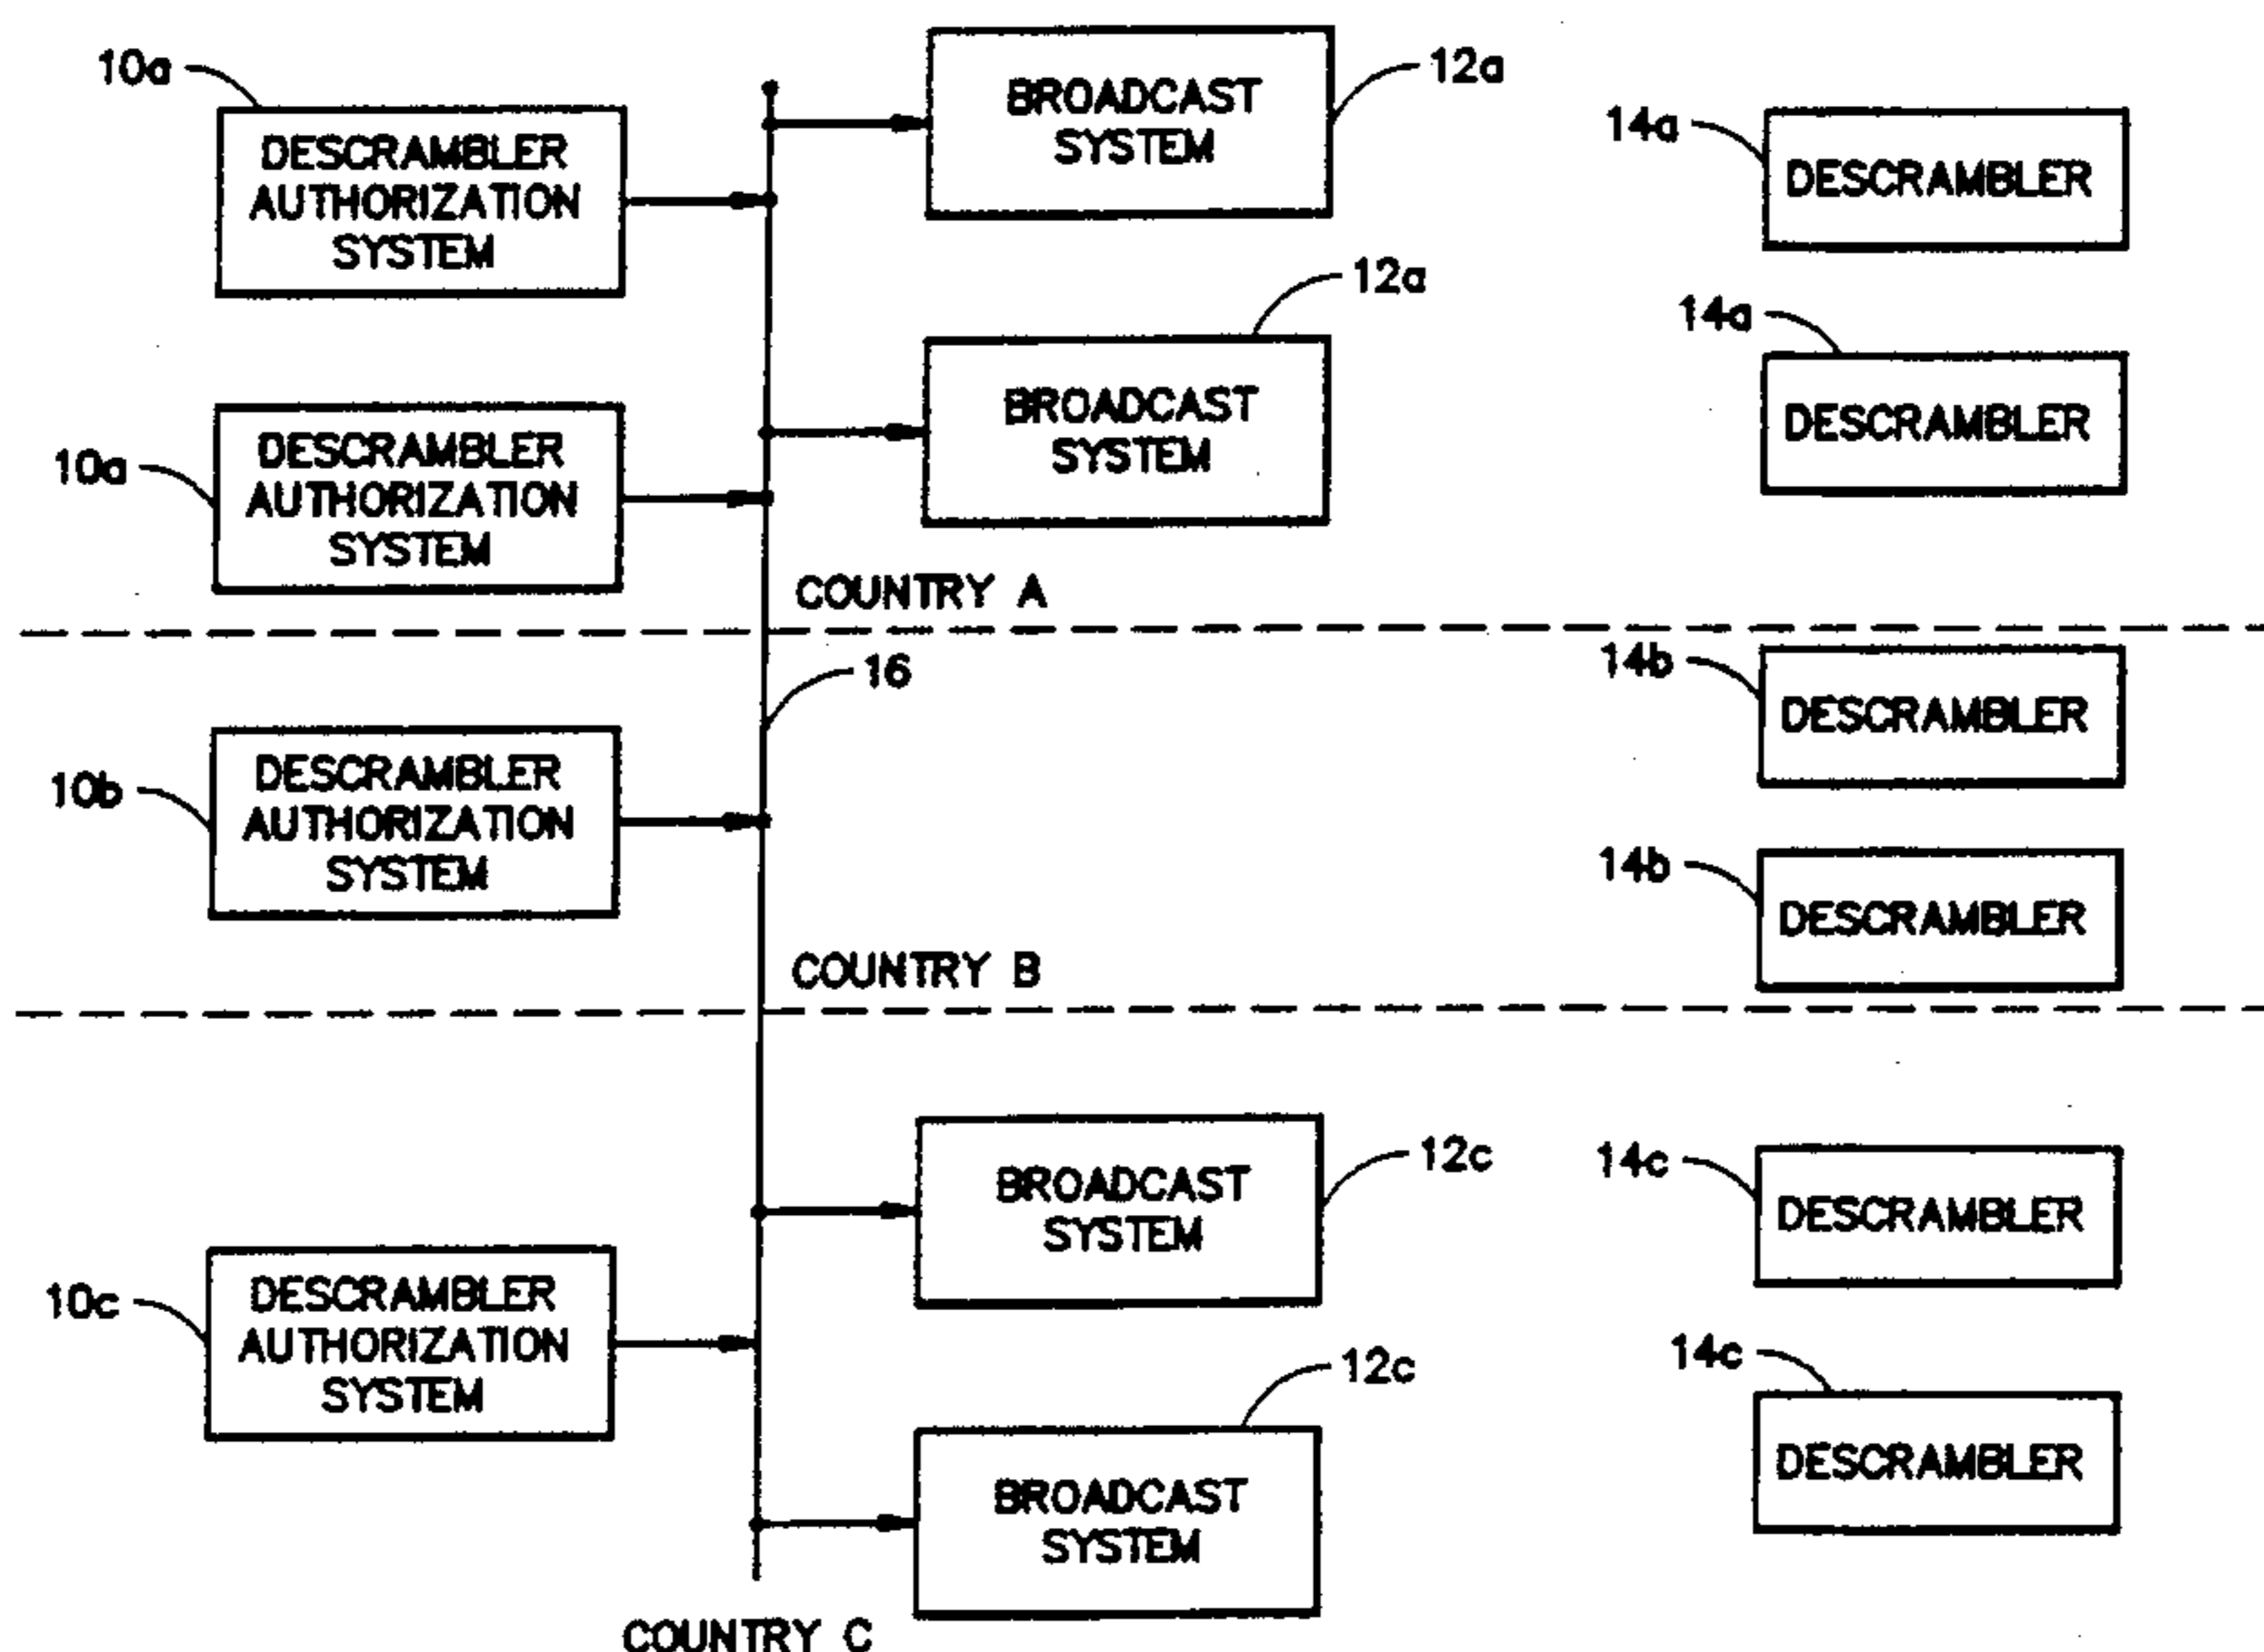 10a
DESCRAMBLER
AUTHORIZATION
SYSTEM
BROADCAST
SYSTEM
12a
14a
DESCRAMBLER
12a
BROADCAST
SYSTEM
14a
DESCRAMBLER
10a
DESCRAMBLER
AUTHORIZATION
SYSTEM
COUNTRY A
16
14b
DESCRAMBLER
10b
DESCRAMBLER
AUTHORIZATION
SYSTEM
14b
DESCRAMBLER
COUNTRY B
BROADCAST
SYSTEM
12c
14c
DESCRAMBLER
10c
DESCRAMBLER
AUTHORIZATION
SYSTEM
12c
BROADCAST
SYSTEM
14c
DESCRAMBLER
COUNTRY C